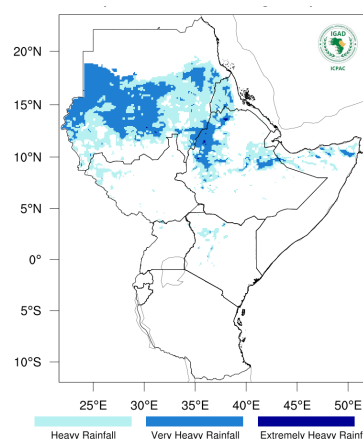 IGAD
ICPAC
20°N
15°N
10°N
5°N
0°
5°S
10°S
25°E 30°E 35°E 40°E 45°E 50°E
Heavy Rainfall Very Heavy Rainfall Extremely Heavy Rainf